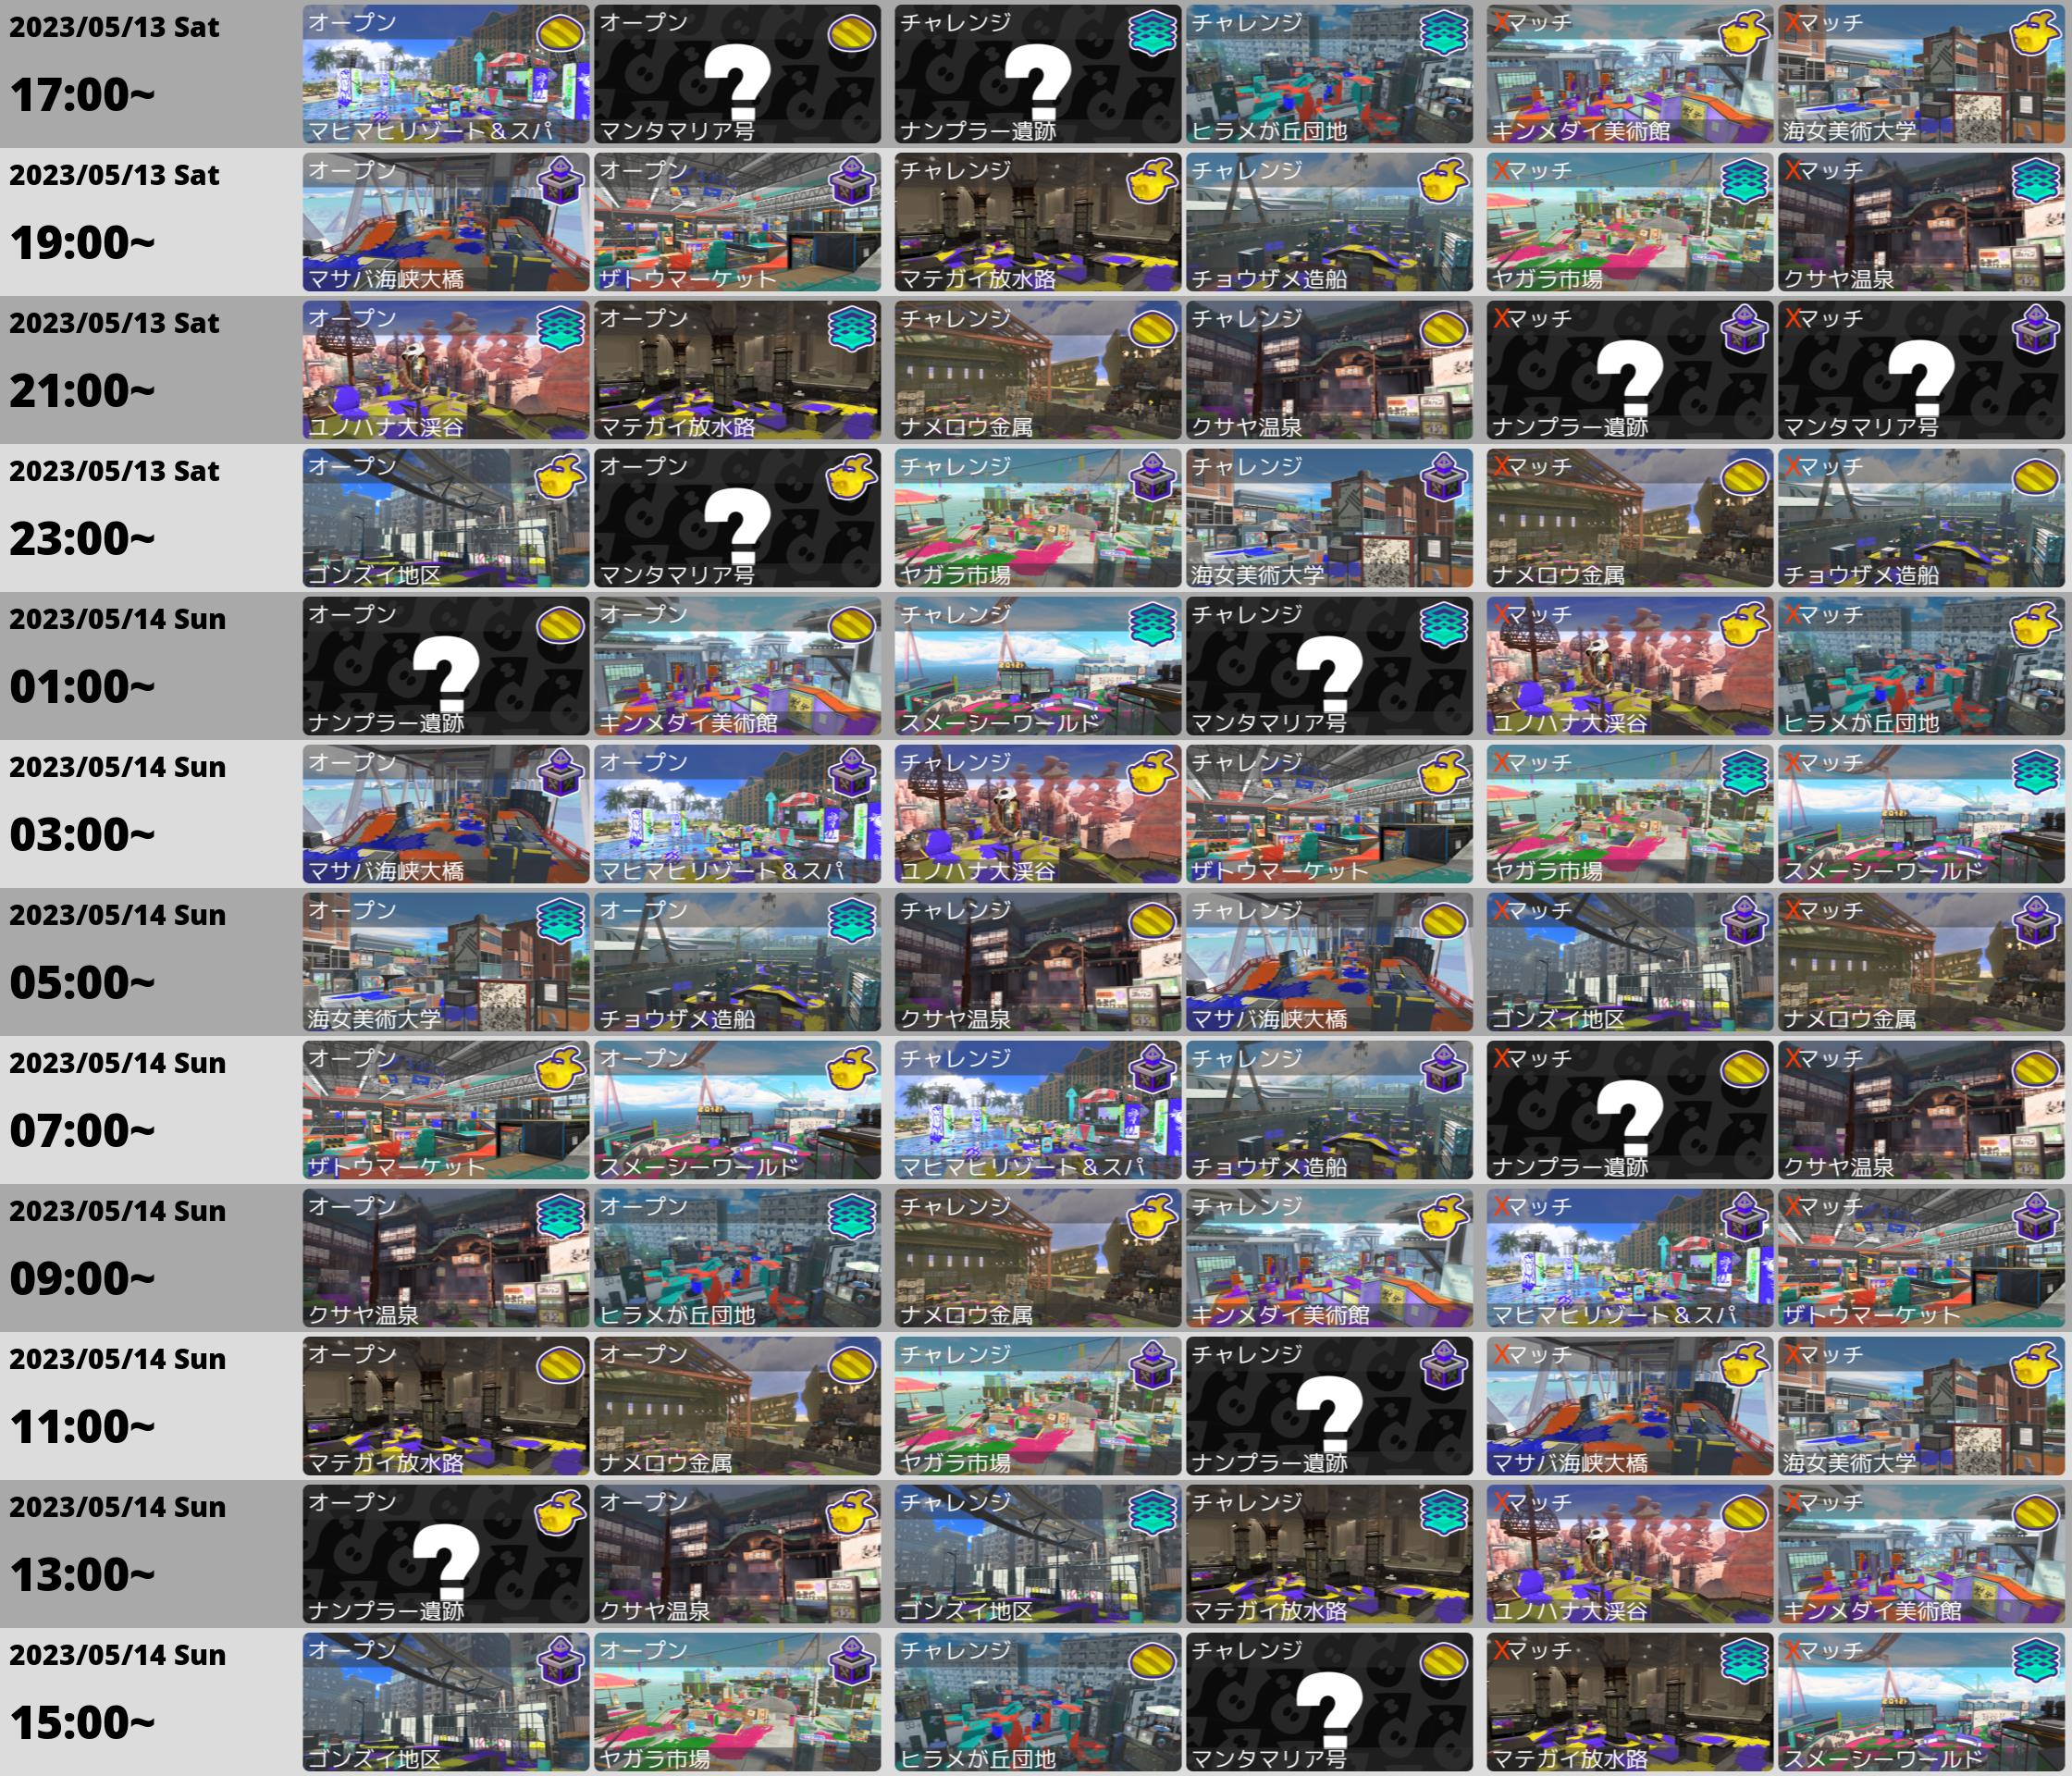 2023/05/13 Sat
17:00~
オープン オープン チャレンジ チャレンジ Xマッチ Xマッチ
マヒマヒリゾート＆スパ マンタマリア号 ナンプラー遺跡 ヒラメが丘団地 キンメダイ美術館 海女美術大学
2023/05/13 Sat
19:00~
オープン オープン チャレンジ チャレンジ Xマッチ Xマッチ
マサバ海峡大橋 ザトウマーケット マテガイ放水路 チョウザメ造船 ヤガラ市場 クサヤ温泉
2023/05/13 Sat
21:00~
オープン オープン チャレンジ チャレンジ Xマッチ Xマッチ
ユノハナ大渓谷 マテガイ放水路 ナメロウ金属 クサヤ温泉 ナンプラー遺跡 マンタマリア号
2023/05/13 Sat
23:00~
オープン オープン チャレンジ チャレンジ Xマッチ Xマッチ
ゴンズイ地区 マンタマリア号 ヤガラ市場 海女美術大学 ナメロウ金属 チョウザメ造船
2023/05/14 Sun
01:00~
オープン オープン チャレンジ チャレンジ Xマッチ Xマッチ
ナンプラー遺跡 キンメダイ美術館 スメーシーワールド マンタマリア号 ユノハナ大渓谷 ヒラメが丘団地
2023/05/14 Sun
03:00~
オープン オープン チャレンジ チャレンジ Xマッチ Xマッチ
マサバ海峡大橋 マヒマヒリゾート＆スパ ユノハナ大渓谷 ザトウマーケット ヤガラ市場 スメーシーワールド
2023/05/14 Sun
05:00~
オープン オープン チャレンジ チャレンジ Xマッチ Xマッチ
海女美術大学 チョウザメ造船 クサヤ温泉 マサバ海峡大橋 ゴンズイ地区 ナメロウ金属
2023/05/14 Sun
07:00~
オープン オープン チャレンジ チャレンジ Xマッチ Xマッチ
ザトウマーケット スメーシーワールド マヒマヒリゾート＆スパ チョウザメ造船 ナンプラー遺跡 クサヤ温泉
2023/05/14 Sun
09:00~
オープン オープン チャレンジ チャレンジ Xマッチ Xマッチ
クサヤ温泉 ヒラメが丘団地 ナメロウ金属 キンメダイ美術館 マヒマヒリゾート＆スパ ザトウマーケット
2023/05/14 Sun
11:00~
オープン オープン チャレンジ チャレンジ Xマッチ Xマッチ
マテガイ放水路 ナメロウ金属 ヤガラ市場 ナンプラー遺跡 マサバ海峡大橋 海女美術大学
2023/05/14 Sun
13:00~
オープン オープン チャレンジ チャレンジ Xマッチ Xマッチ
ナンプラー遺跡 クサヤ温泉 ゴンズイ地区 マテガイ放水路 ユノハナ大渓谷 キンメダイ美術館
2023/05/14 Sun
15:00~
オープン オープン チャレンジ チャレンジ Xマッチ Xマッチ
ゴンズイ地区 ヤガラ市場 ヒラメが丘団地 マンタマリア号 マテガイ放水路 スメーシーワールド